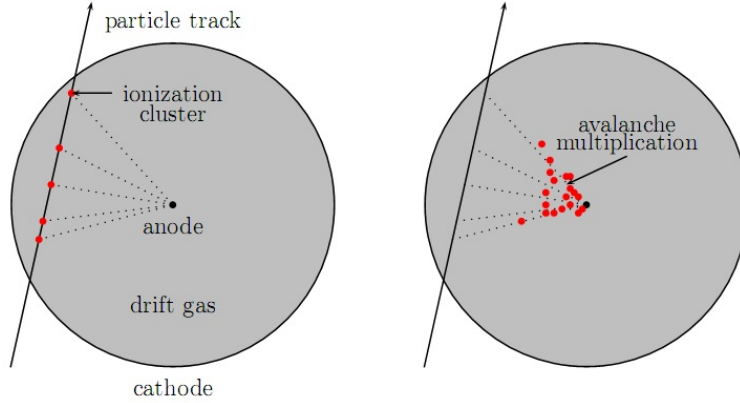 particle track
ionization
cluster
anode
drift gas
cathode
avalanche
multiplication